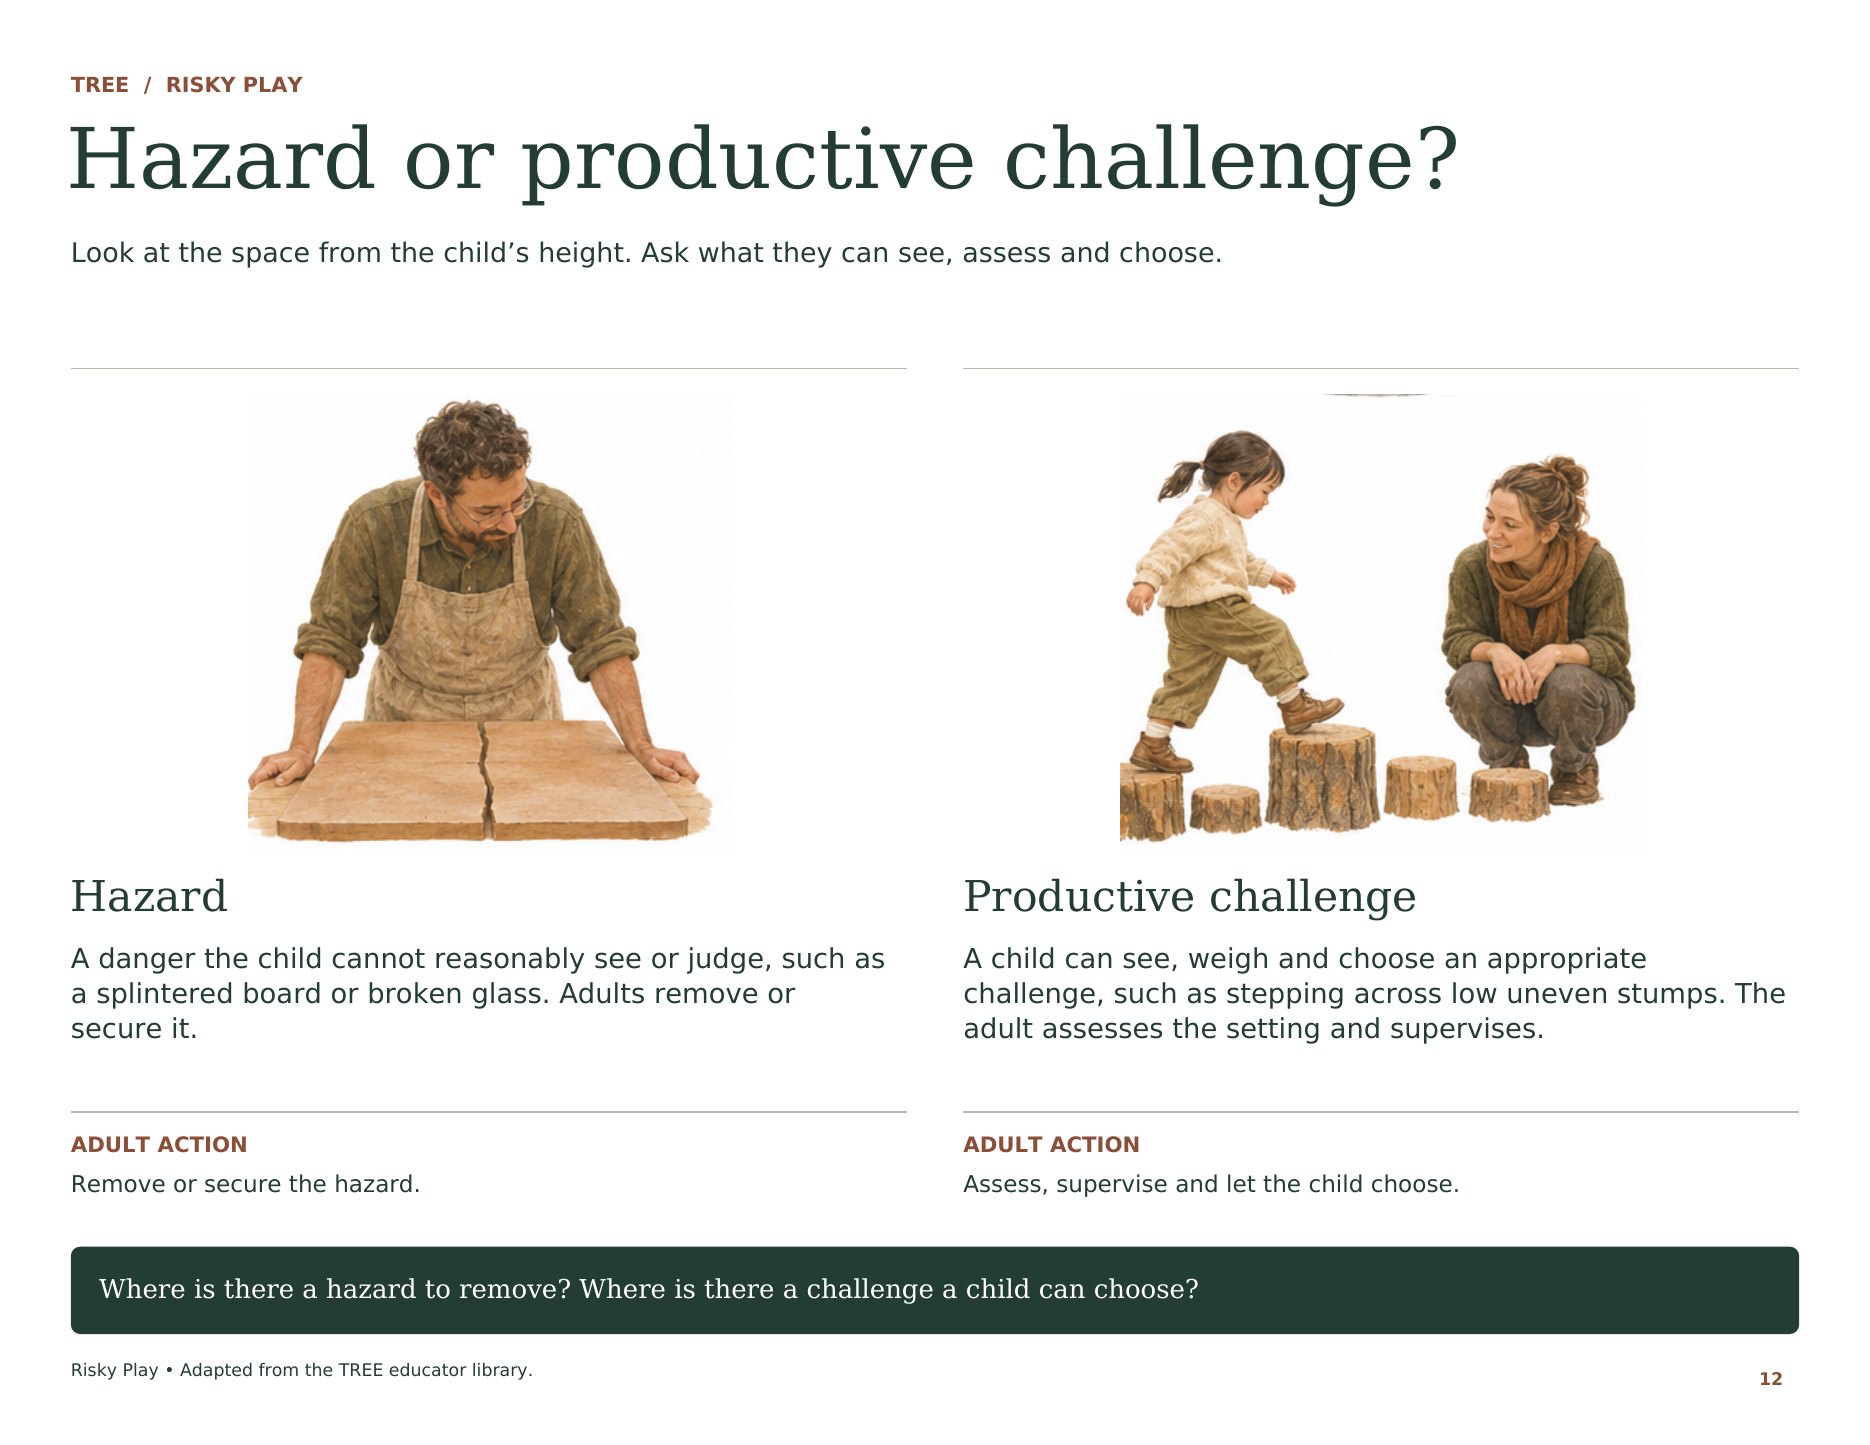 TREE / RISKY PLAY
Hazard or productive challenge?
Look at the space from the child’s height. Ask what they can see, assess and choose.
Hazard
A danger the child cannot reasonably see or judge, such as
a splintered board or broken glass. Adults remove or
secure it.
ADULT ACTION
Remove or secure the hazard.
Productive challenge
A child can see, weigh and choose an appropriate
challenge, such as stepping across low uneven stumps. The
adult assesses the setting and supervises.
ADULT ACTION
Assess, supervise and let the child choose.
Where is there a hazard to remove? Where is there a challenge a child can choose?
Risky Play • Adapted from the TREE educator library.
12